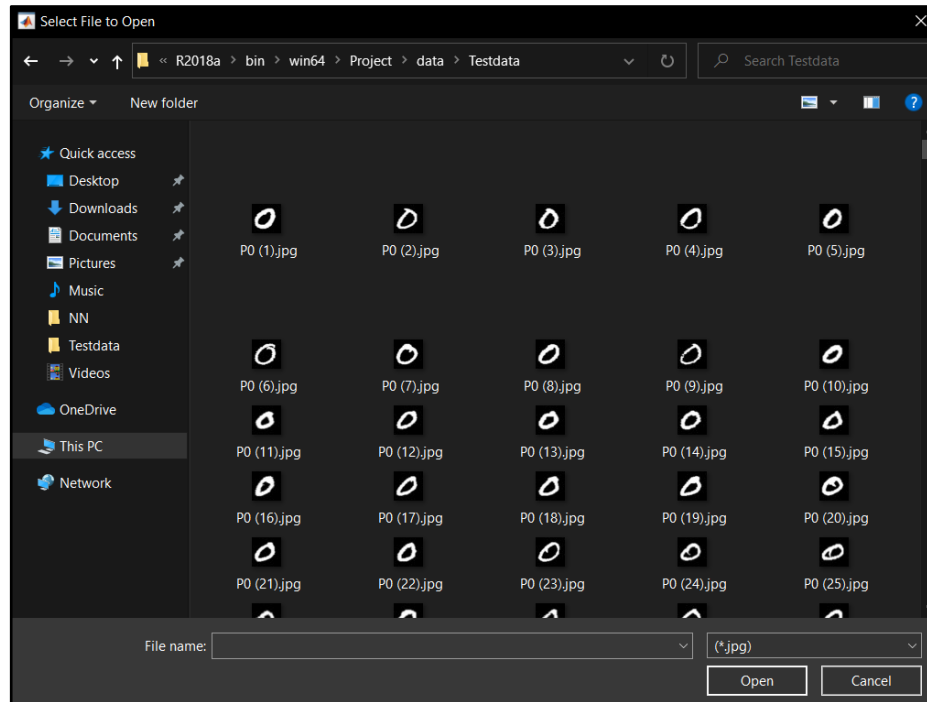 Select File to Open
« R2018a > bin > win64 > Project > data > Testdata
Search Testdata
Organize
New folder
Quick access
Desktop
Downloads
Documents
Pictures
Music
NN
Testdata
Videos
OneDrive
This PC
Network
P0 (1).jpg P0 (2).jpg P0 (3).jpg P0 (4).jpg P0 (5).jpg
P0 (6).jpg P0 (7).jpg P0 (8).jpg P0 (9).jpg P0 (10).jpg
P0 (11).jpg P0 (12).jpg P0 (13).jpg P0 (14).jpg P0 (15).jpg
P0 (16).jpg P0 (17).jpg P0 (18).jpg P0 (19).jpg P0 (20).jpg
P0 (21).jpg P0 (22).jpg P0 (23).jpg P0 (24).jpg P0 (25).jpg
File name:
(*.jpg)
Open Cancel